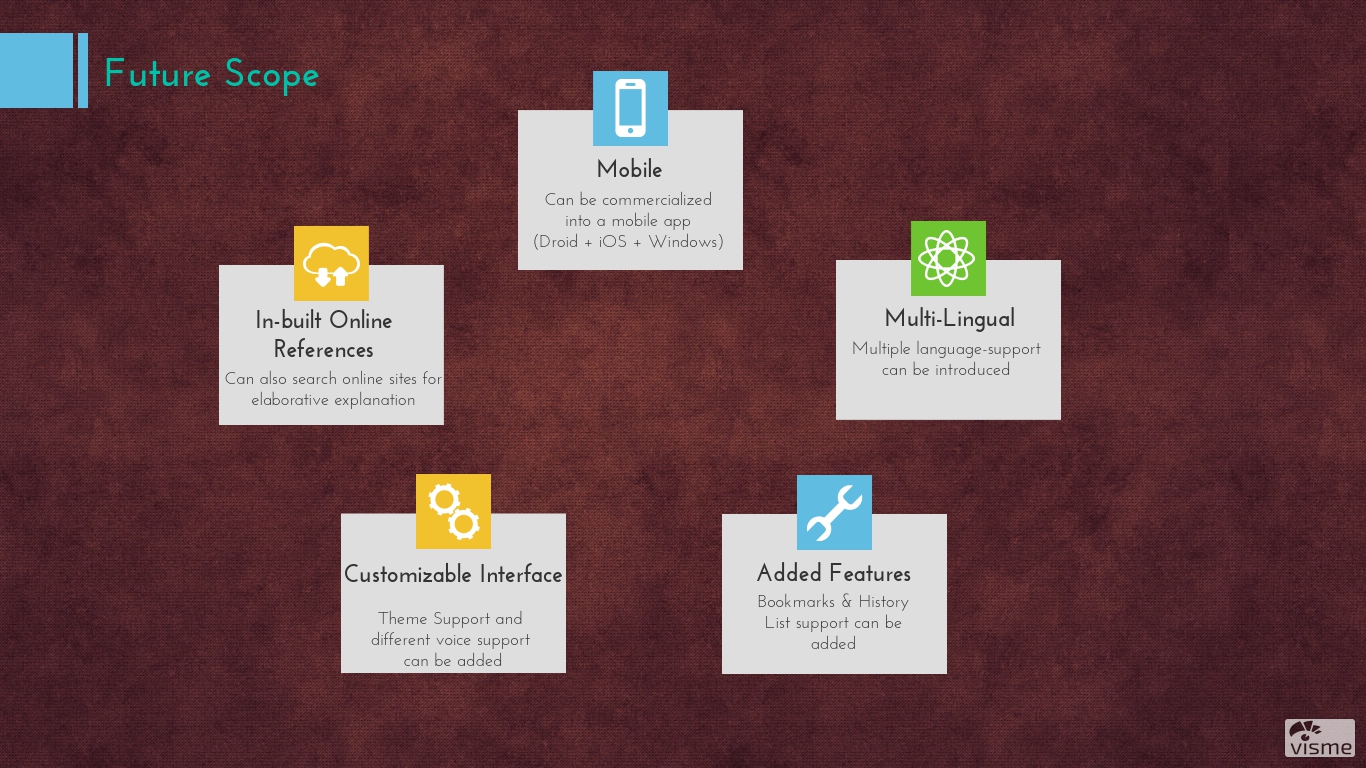 Future Scope
Mobile
Can be commercialized
into a mobile app
(Droid + iOS + Windows)
In-built Online
References
Can also search online sites for
elaborative explanation
Multi-Lingual
Multiple language-support
can be introduced
Customizable Interface
Theme Support and
different voice support
can be added
Added Features
Bookmarks & History
List support can be
added
visme